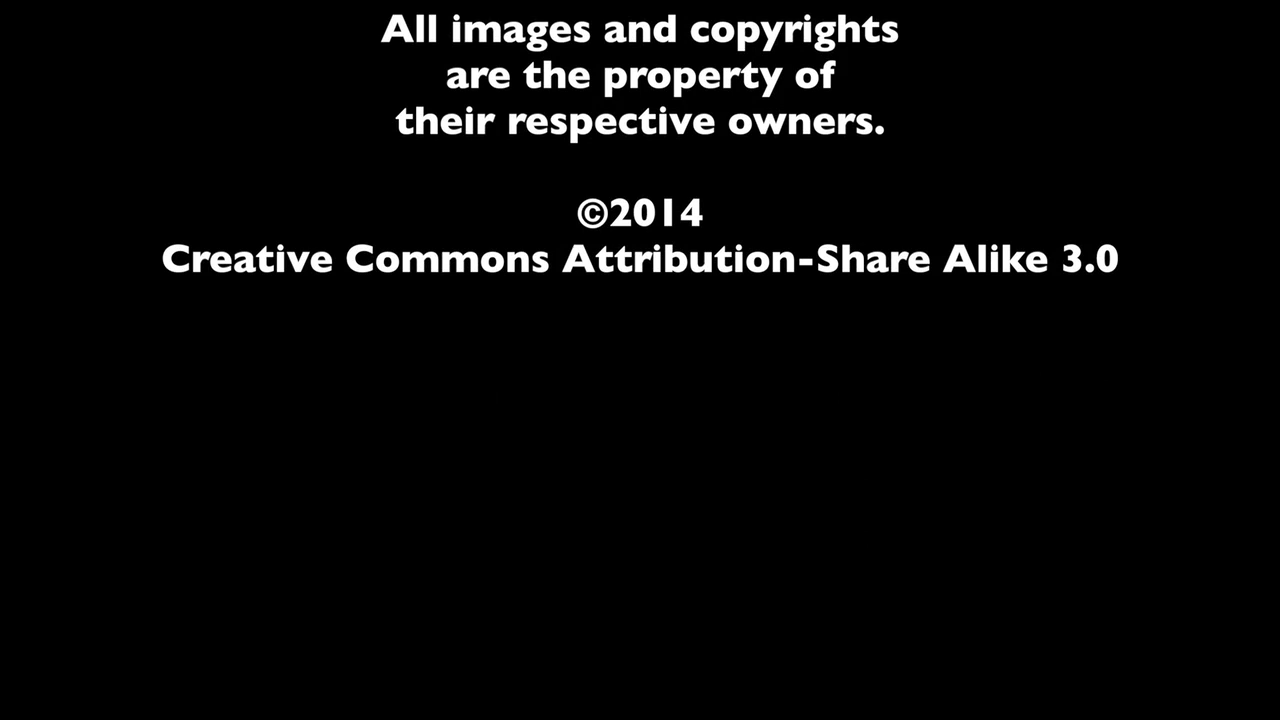 All images and copyrights
are the property of
their respective owners.
©2014
Creative Commons Attribution-Share Alike 3.0